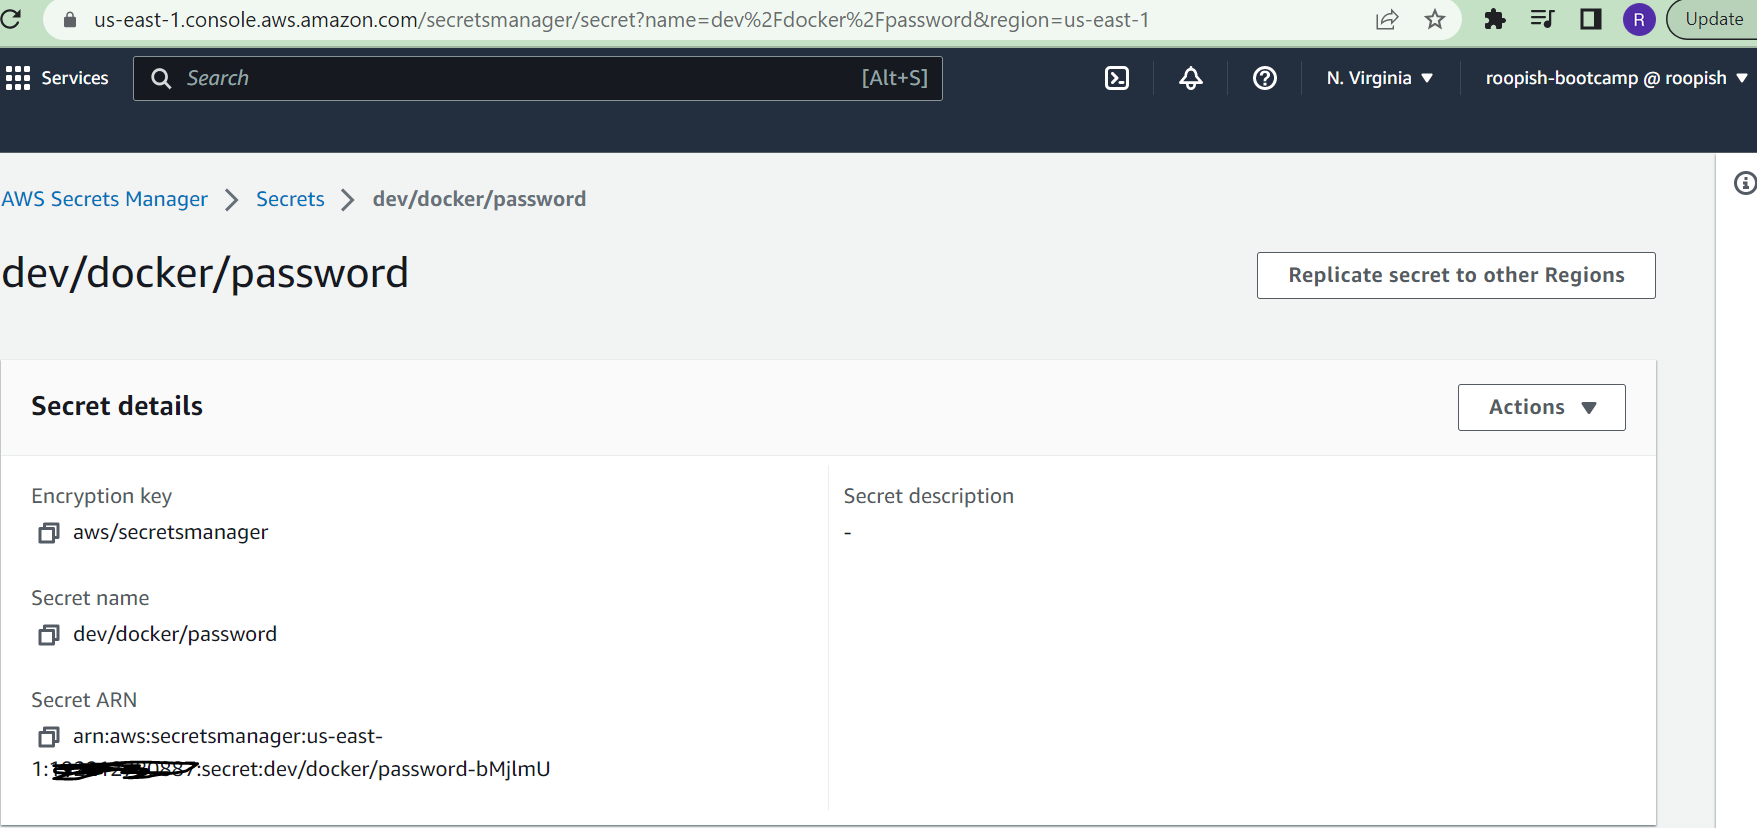 us-east-1.console.aws.amazon.com/secretsmanager/secret?name=dev%2Fdocker%2Fpassword&region=us-east-1
R
Update
Services
Search
[Alt+S]
N. Virginia
roopish-bootcamp @ roopish
AWS Secrets Manager
Secrets
dev/docker/password
dev/docker/password
Replicate secret to other Regions
Secret details
Actions
Encryption key
aws/secretsmanager
Secret description
-
Secret name
dev/docker/password
Secret ARN
arn:aws:secretsmanager:us-east-
1: :secret:dev/docker/password-bMjlmU